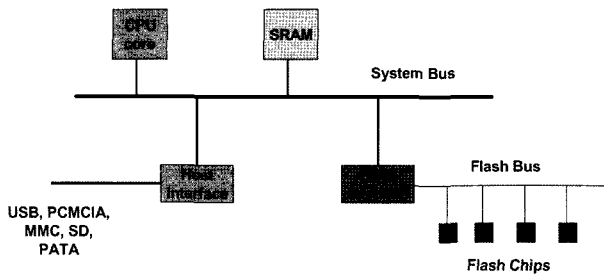 CPU
core
SRAM
System Bus
Host
Interface
Flash Bus
USB, PCMCIA,
MMC, SD,
PATA
Flash Chips